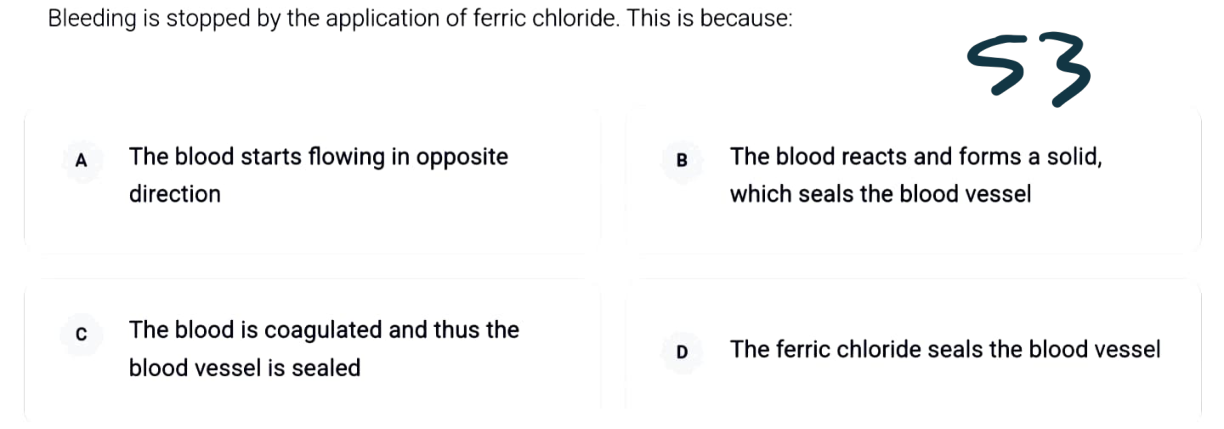 Bleeding is stopped by the application of ferric chloride. This is because:
53
A The blood starts flowing in opposite
direction
B The blood reacts and forms a solid,
which seals the blood vessel
C The blood is coagulated and thus the
blood vessel is sealed
D The ferric chloride seals the blood vessel